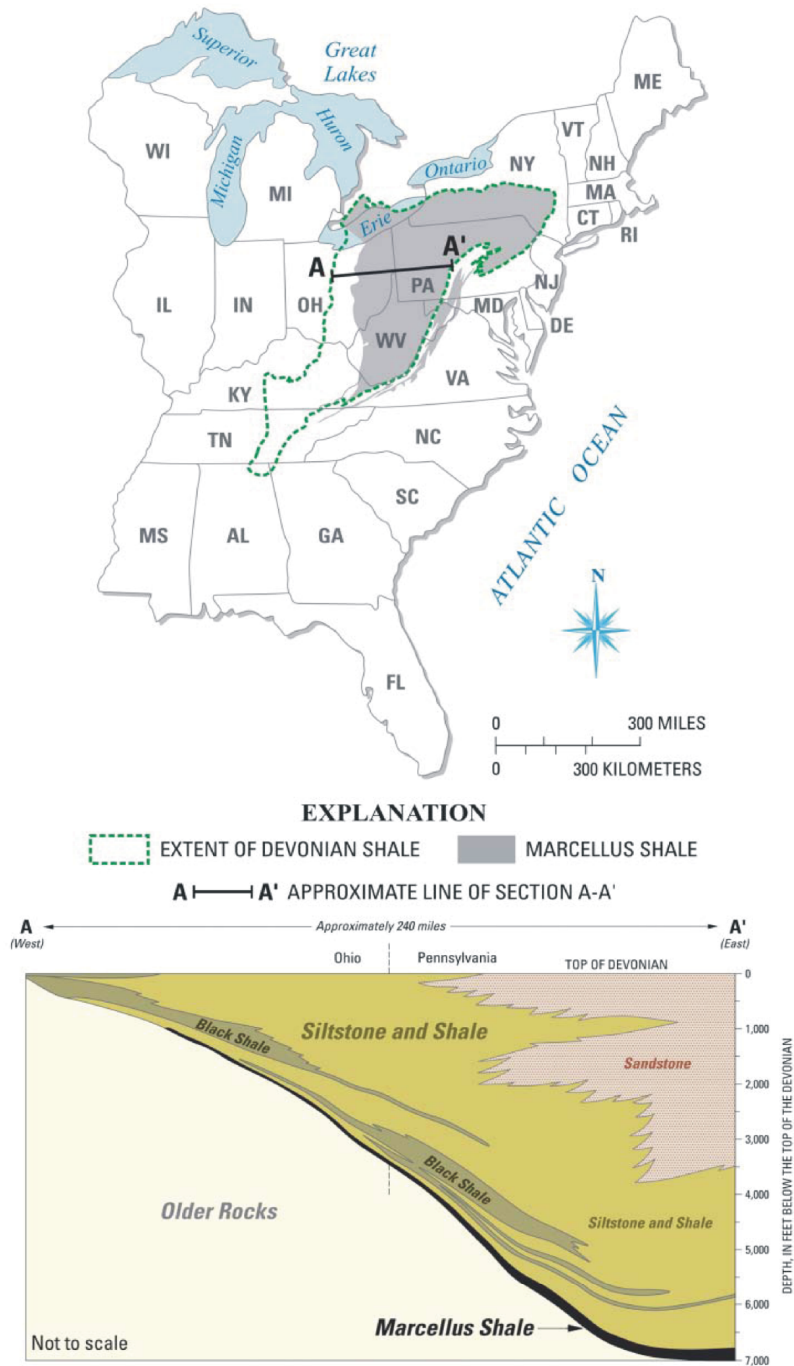 Superior
Great
Lakes
Huron
Michigan
Ontario
Erie
ME
VT
NH
NY
MA
CT
RI
WI
MI
A
A'
PA
NJ
IL
IN
OH
MD
DE
WV
VA
KY
TN
NC
SC
MS
AL
GA
FL
ATLANTIC OCEAN
N
0 300 MILES
0 300 KILOMETERS
EXPLANATION
EXTENT OF DEVONIAN SHALE
MARCELLUS SHALE
A A' APPROXIMATE LINE OF SECTION A-A'
A Approximately 240 miles A'
(West) (East)
Ohio Pennsylvania
TOP OF DEVONIAN
0
Black Shale
Siltstone and Shale
1,000
Sandstone
2,000
3,000
Black Shale
4,000
Older Rocks
Siltstone and Shale
5,000
6,000
Marcellus Shale
Not to scale
7,000
DEPTH, IN FEET BELOW THE TOP OF THE DEVONIAN